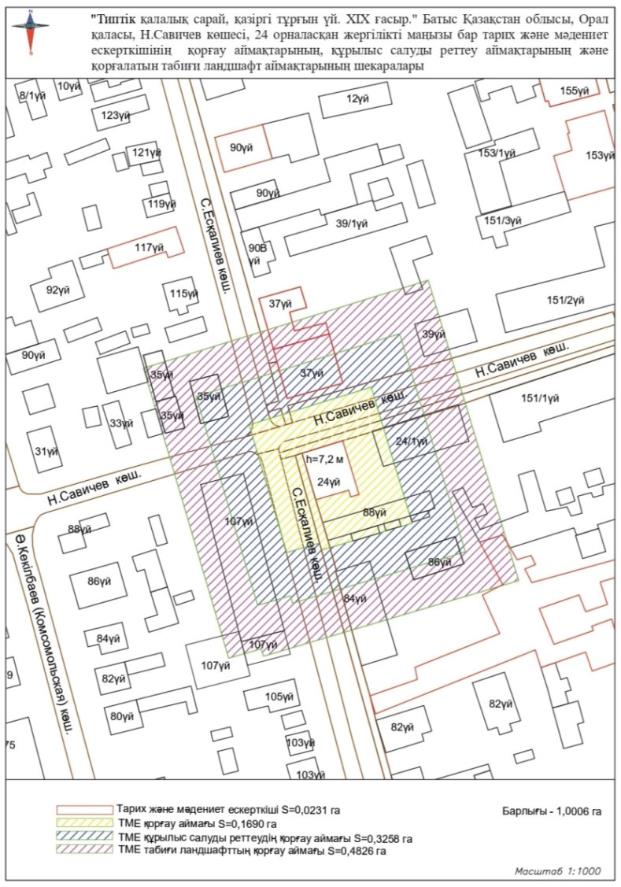 "Типтік қалалық сарай, қазіргі тұрғын үй. XIX ғасыр." Батыс Қазақстан облысы, Орал
қаласы, Н.Савичев көшесі, 24 орналасқан жергілікті маңызы бар тарих және мәдениет
ескерткішінің қорғау аймақтарының, құрылыс салуды реттеу аймақтарының және
қорғалатын табиғи ландшафт аймақтарының шекаралары
8/1үй
10үй
123үй
12үй
155үй
121үй
90үй
153/1үй
153үй
119үй
90үй
39/1үй
151/3үй
С.Есқалиев көш.
117үй
90В
үй
92үй
115үй
37үй
151/2үй
39үй
90үй
35үй
37үй
Н.Савичев көш.
35үй
35үй
Н.Савичев көш.
151/1үй
33үй
31үй
24/1үй
h=7,2 м
24үй
Н.Савичев көш.
С.Есқалиев көш.
88үй
107үй
88үй
Ә.Көкілбаев (Комсомольская) көш.
86үй
86үй
84үй
84үй
107үй
107үй
9
82үй
105үй
82үй
80үй
82үй
75
103үй
103үй
Тарих және мәдениет ескерткіші S=0,0231 га
Барлығы - 1,0006 га
ТМЕ қорғау аймағы S=0,1690 га
ТМЕ құрылыс салуды реттеудің қорғау аймағы S=0,3258 га
ТМЕ табиғи ландшафттың қорғау аймағы S=0,4826 га
Масштаб 1:1000